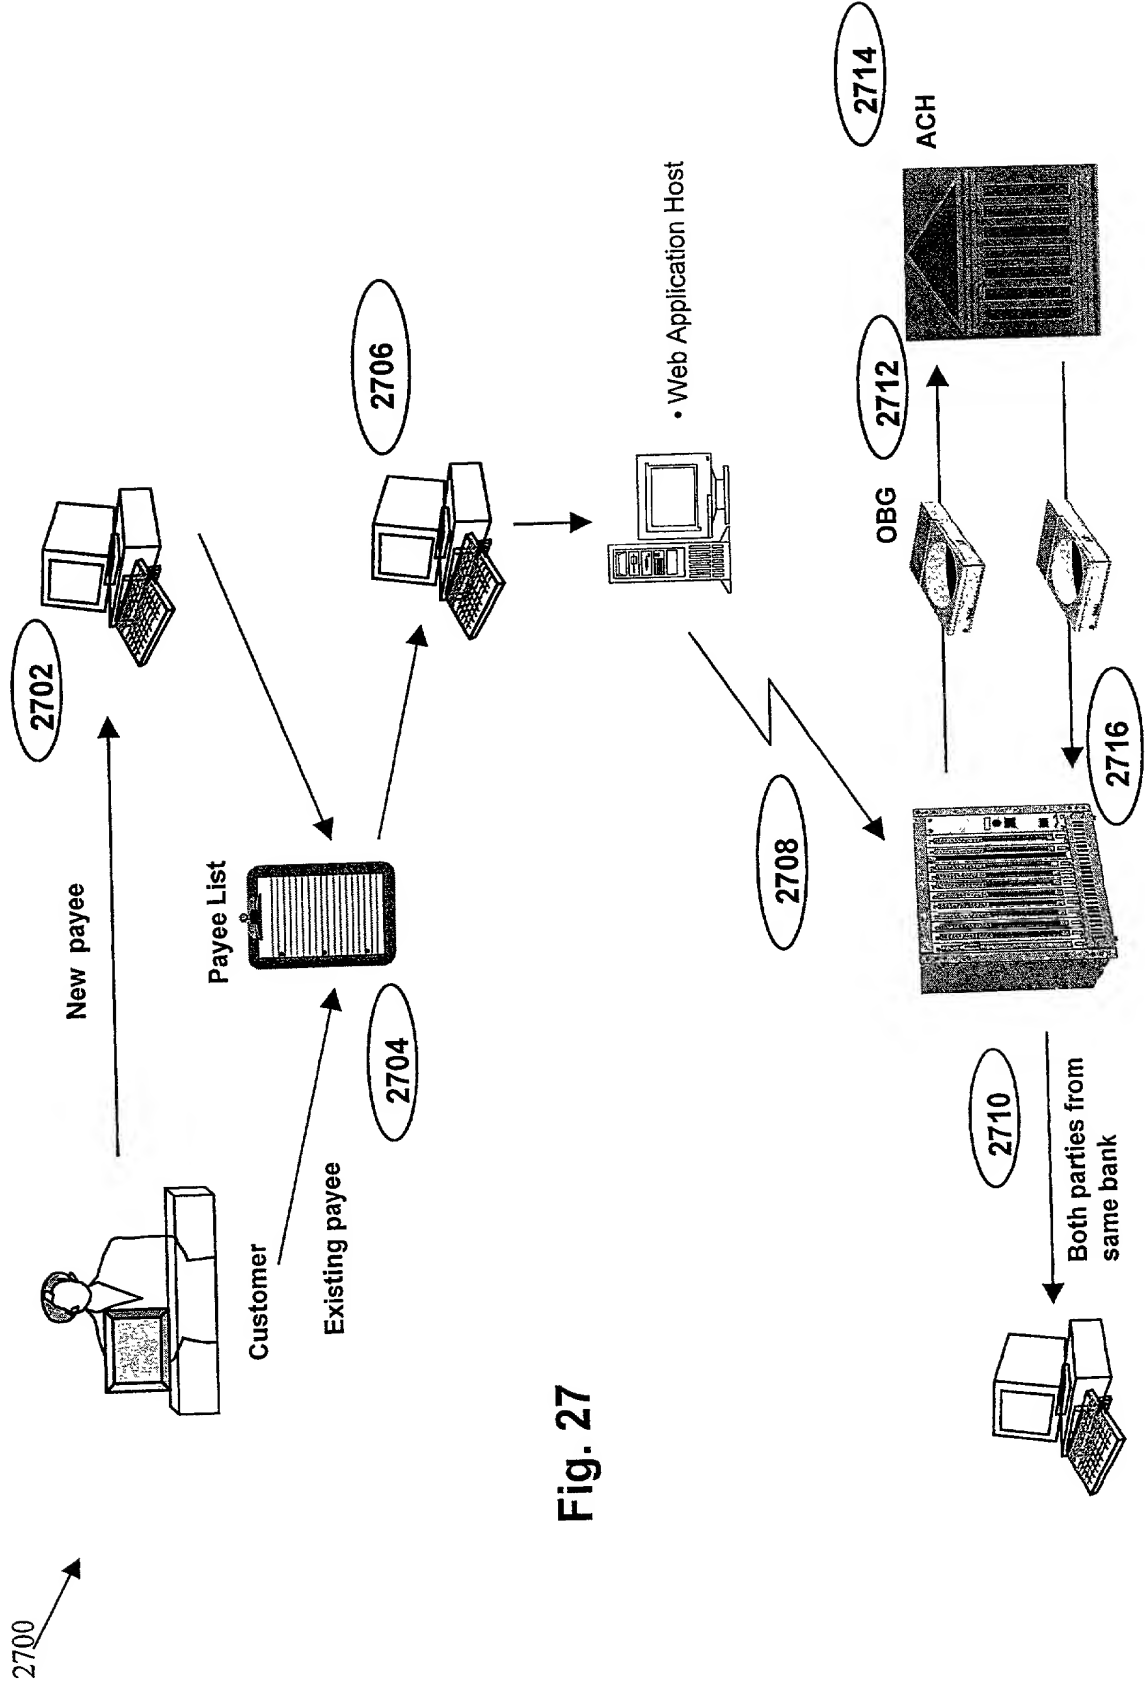 2700
New payee
2702
Customer
Existing payee
Payee List
2704
2706
• Web Application Host
Fig. 27
2708
2710
Both parties from
same bank
OBG
2712
2714
ACH
2716